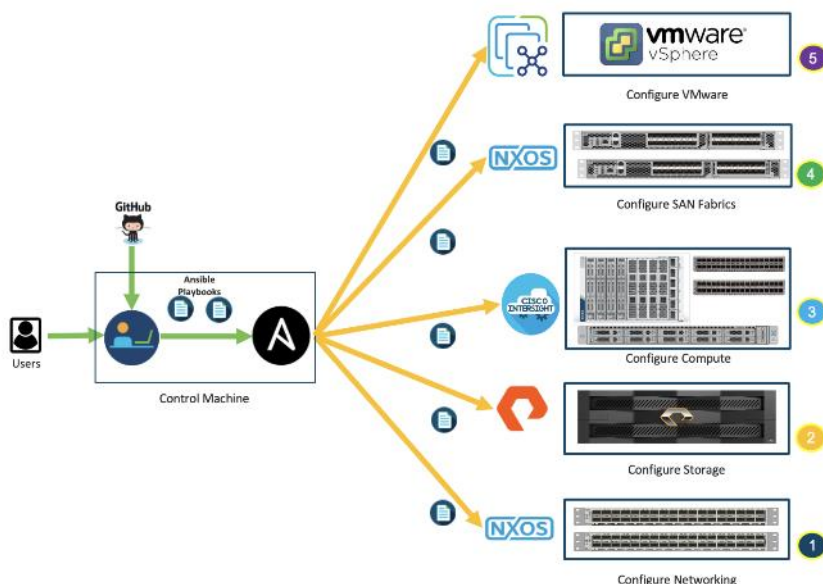 vmware®
vSphere
5
Configure VMware
NXOS
4
Configure SAN Fabrics
GitHub
Ansible
Playbooks
CISCO
INTERSIGHT
3
Users
Configure Compute
Control Machine
2
Configure Storage
NXOS
1
Configure Networking